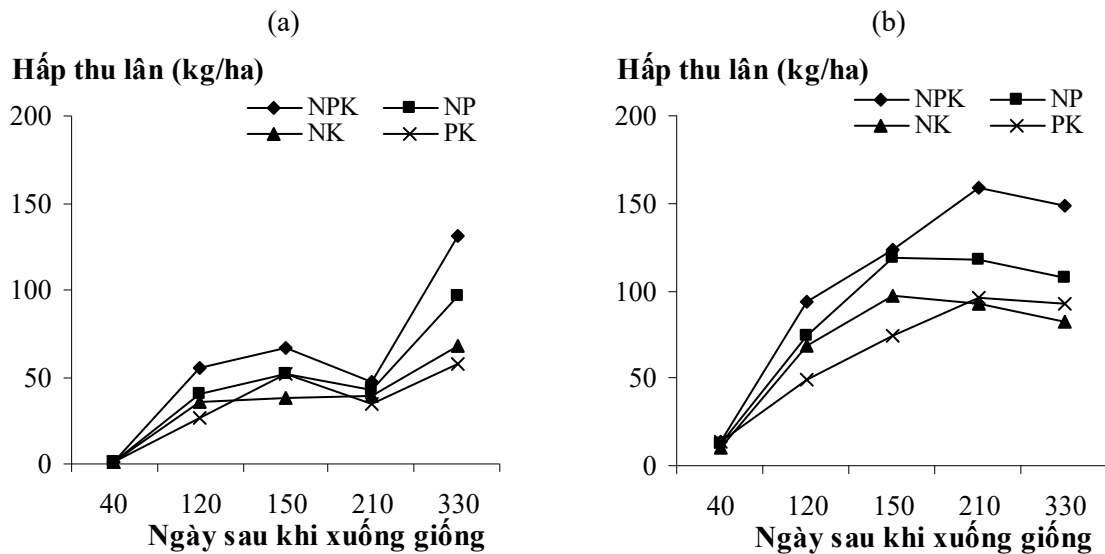 (a)
Hấp thu lân (kg/ha)
NPK NP
NK PK
200
150
100
50
0
40 120 150 210 330
Ngày sau khi xuống giống
(b)
Hấp thu lân (kg/ha)
NPK NP
NK PK
200
150
100
50
0
40 120 150 210 330
Ngày sau khi xuống giống